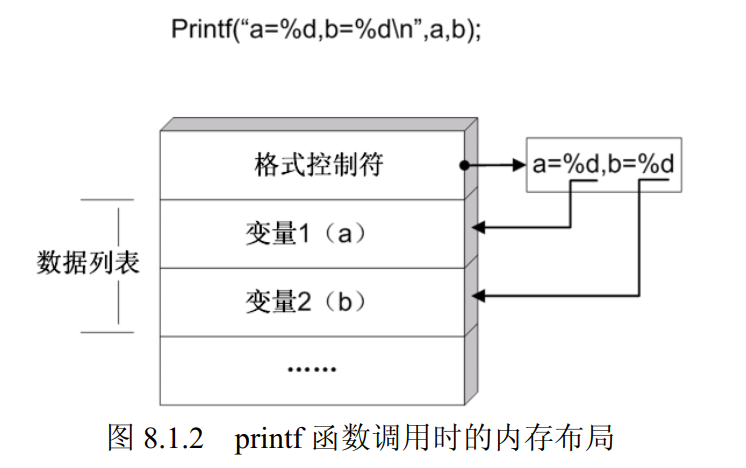 Printf(“a=%d,b=%d\n”,a,b);
格式控制符
a=%d,b=%d
变量1（a）
数据列表
变量2（b）
……
图 8.1.2 printf 函数调用时的内存布局